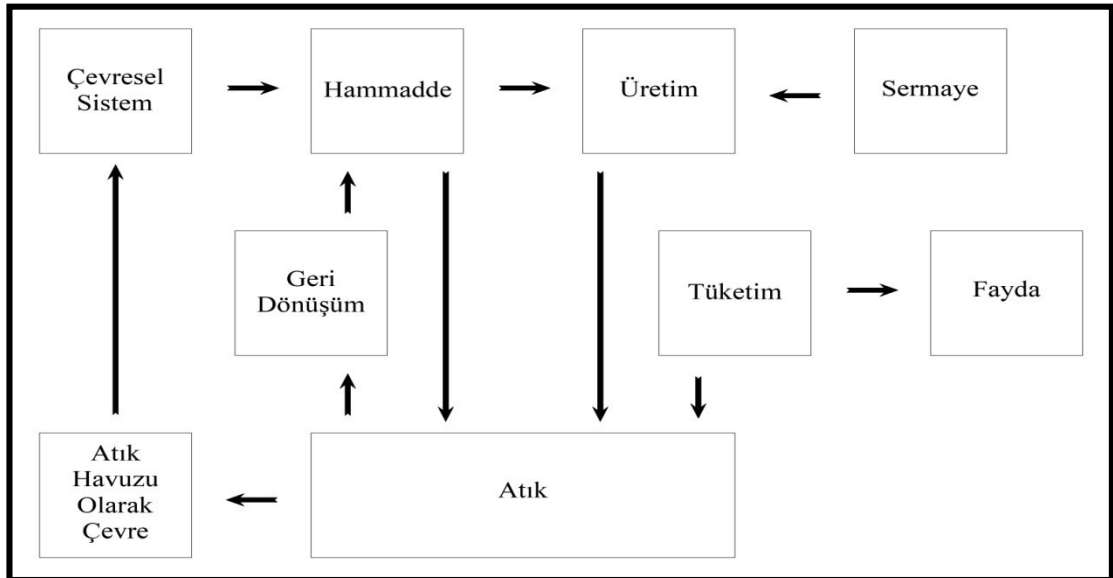 Çevresel
Sistem
Hammadde
Üretim
Sermaye
Geri
Dönüşüm
Tüketim
Fayda
Atık
Havuzu
Olarak
Çevre
Atık